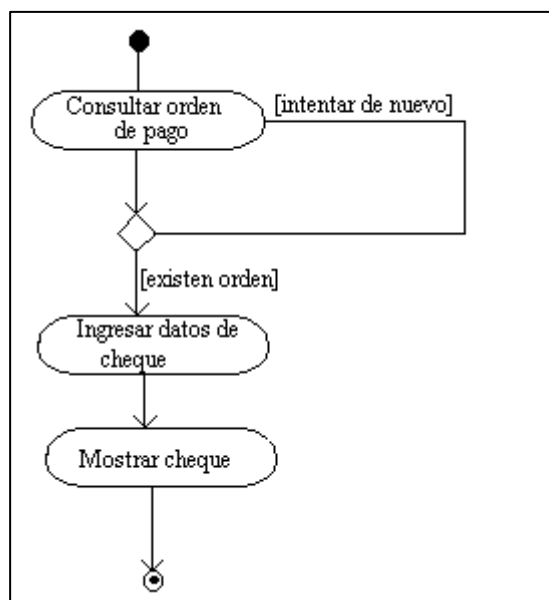 Consultar orden
de pago
[intentar de nuevo]
[existen orden]
Ingresar datos de
cheque
Mostrar cheque